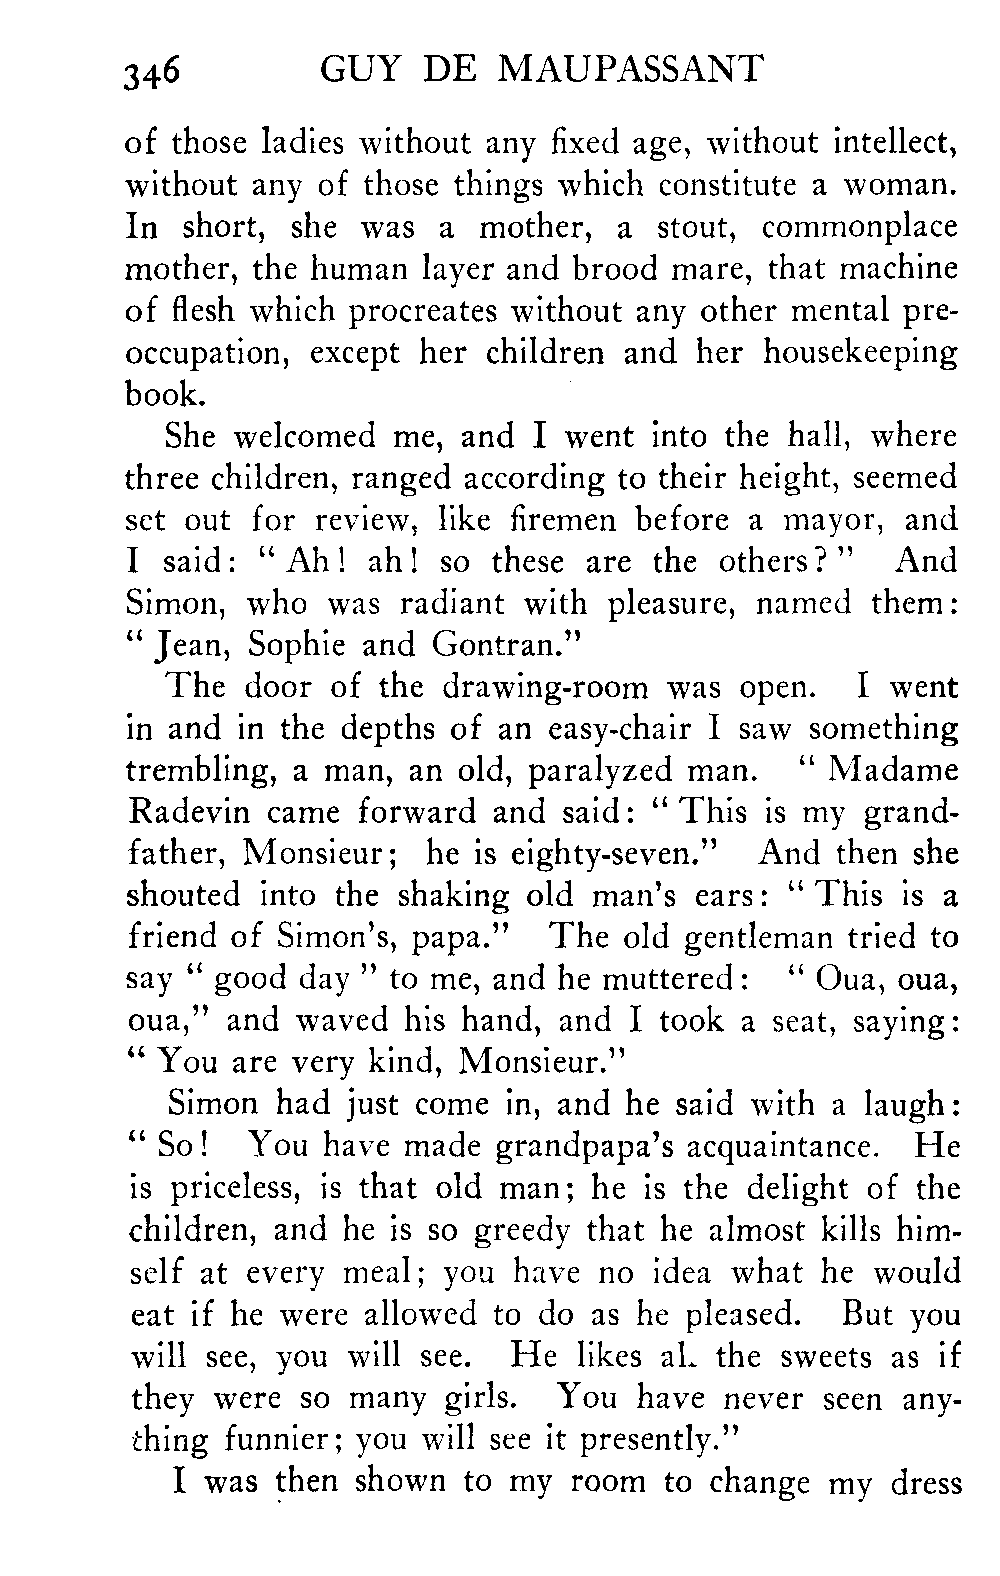 346 GUY DE MAUPASSANT
of those ladies without any fixed age, without intellect,
without any of those things which constitute a woman.
In short, she was a mother, a stout, commonplace
mother, the human layer and brood mare, that machine
of flesh which procreates without any other mental pre-
occupation, except her children and her housekeeping
book.
She welcomed me, and I went into the hall, where
three children, ranged according to their height, seemed
set out for review, like firemen before a mayor, and
I said: " Ah! ah! so these are the others?" And
Simon, who was radiant with pleasure, named them:
" Jean, Sophie and Gontran."
The door of the drawing-room was open. I went
in and in the depths of an easy-chair I saw something
trembling, a man, an old, paralyzed man. " Madame
Radevin came forward and said: " This is my grand-
father, Monsieur; he is eighty-seven." And then she
shouted into the shaking old man's ears: " This is a
friend of Simon's, papa." The old gentleman tried to
say " good day " to me, and he muttered: " Oua, oua,
oua," and waved his hand, and I took a seat, saying:
" You are very kind, Monsieur."
Simon had just come in, and he said with a laugh:
" So! You have made grandpapa's acquaintance. He
is priceless, is that old man; he is the delight of the
children, and he is so greedy that he almost kills him-
self at every meal; you have no idea what he would
eat if he were allowed to do as he pleased. But you
will see, you will see. He likes all the sweets as if
they were so many girls. You have never seen any-
thing funnier; you will see it presently."
I was then shown to my room to change my dress